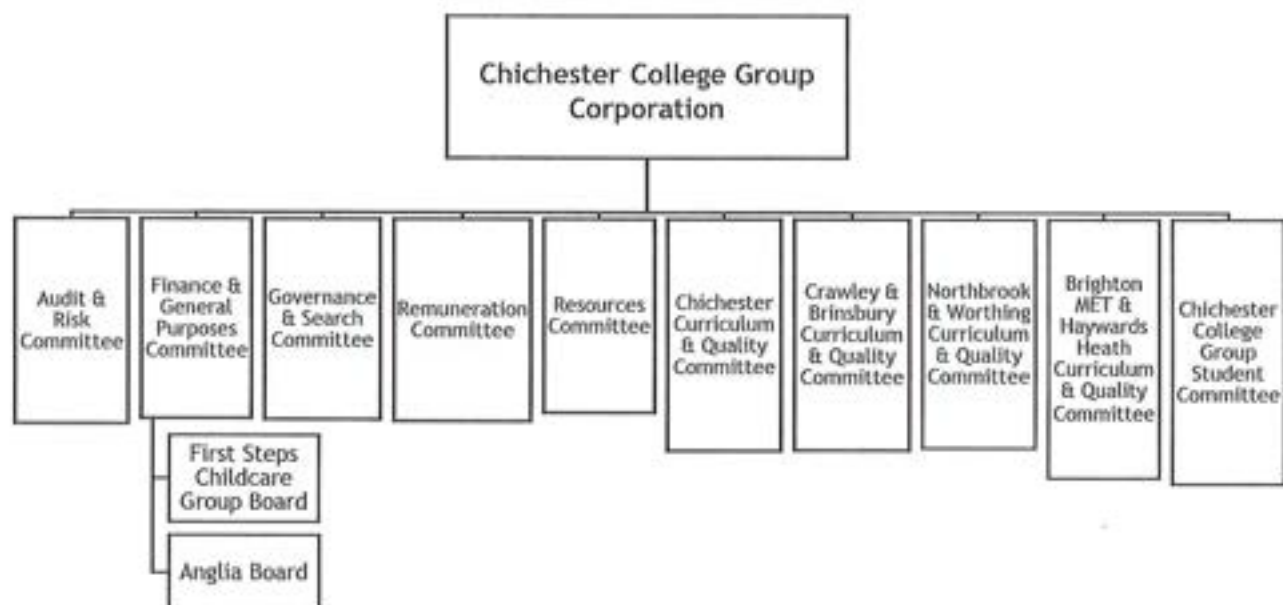 Chichester College Group
Corporation
Audit &
Risk
Committee
Finance &
General
Purposes
Committee
Governance
& Search
Committee
Remuneration
Committee
Resources
Committee
Chichester
Curriculum
& Quality
Committee
Crawley &
Brinsbury
Curriculum
& Quality
Committee
Northbrook
& Worthing
Curriculum
& Quality
Committee
Brighton
MET &
Haywards
Heath
Curriculum
& Quality
Committee
Chichester
College
Group
Student
Committee
First Steps
Childcare
Group Board
Anglia Board